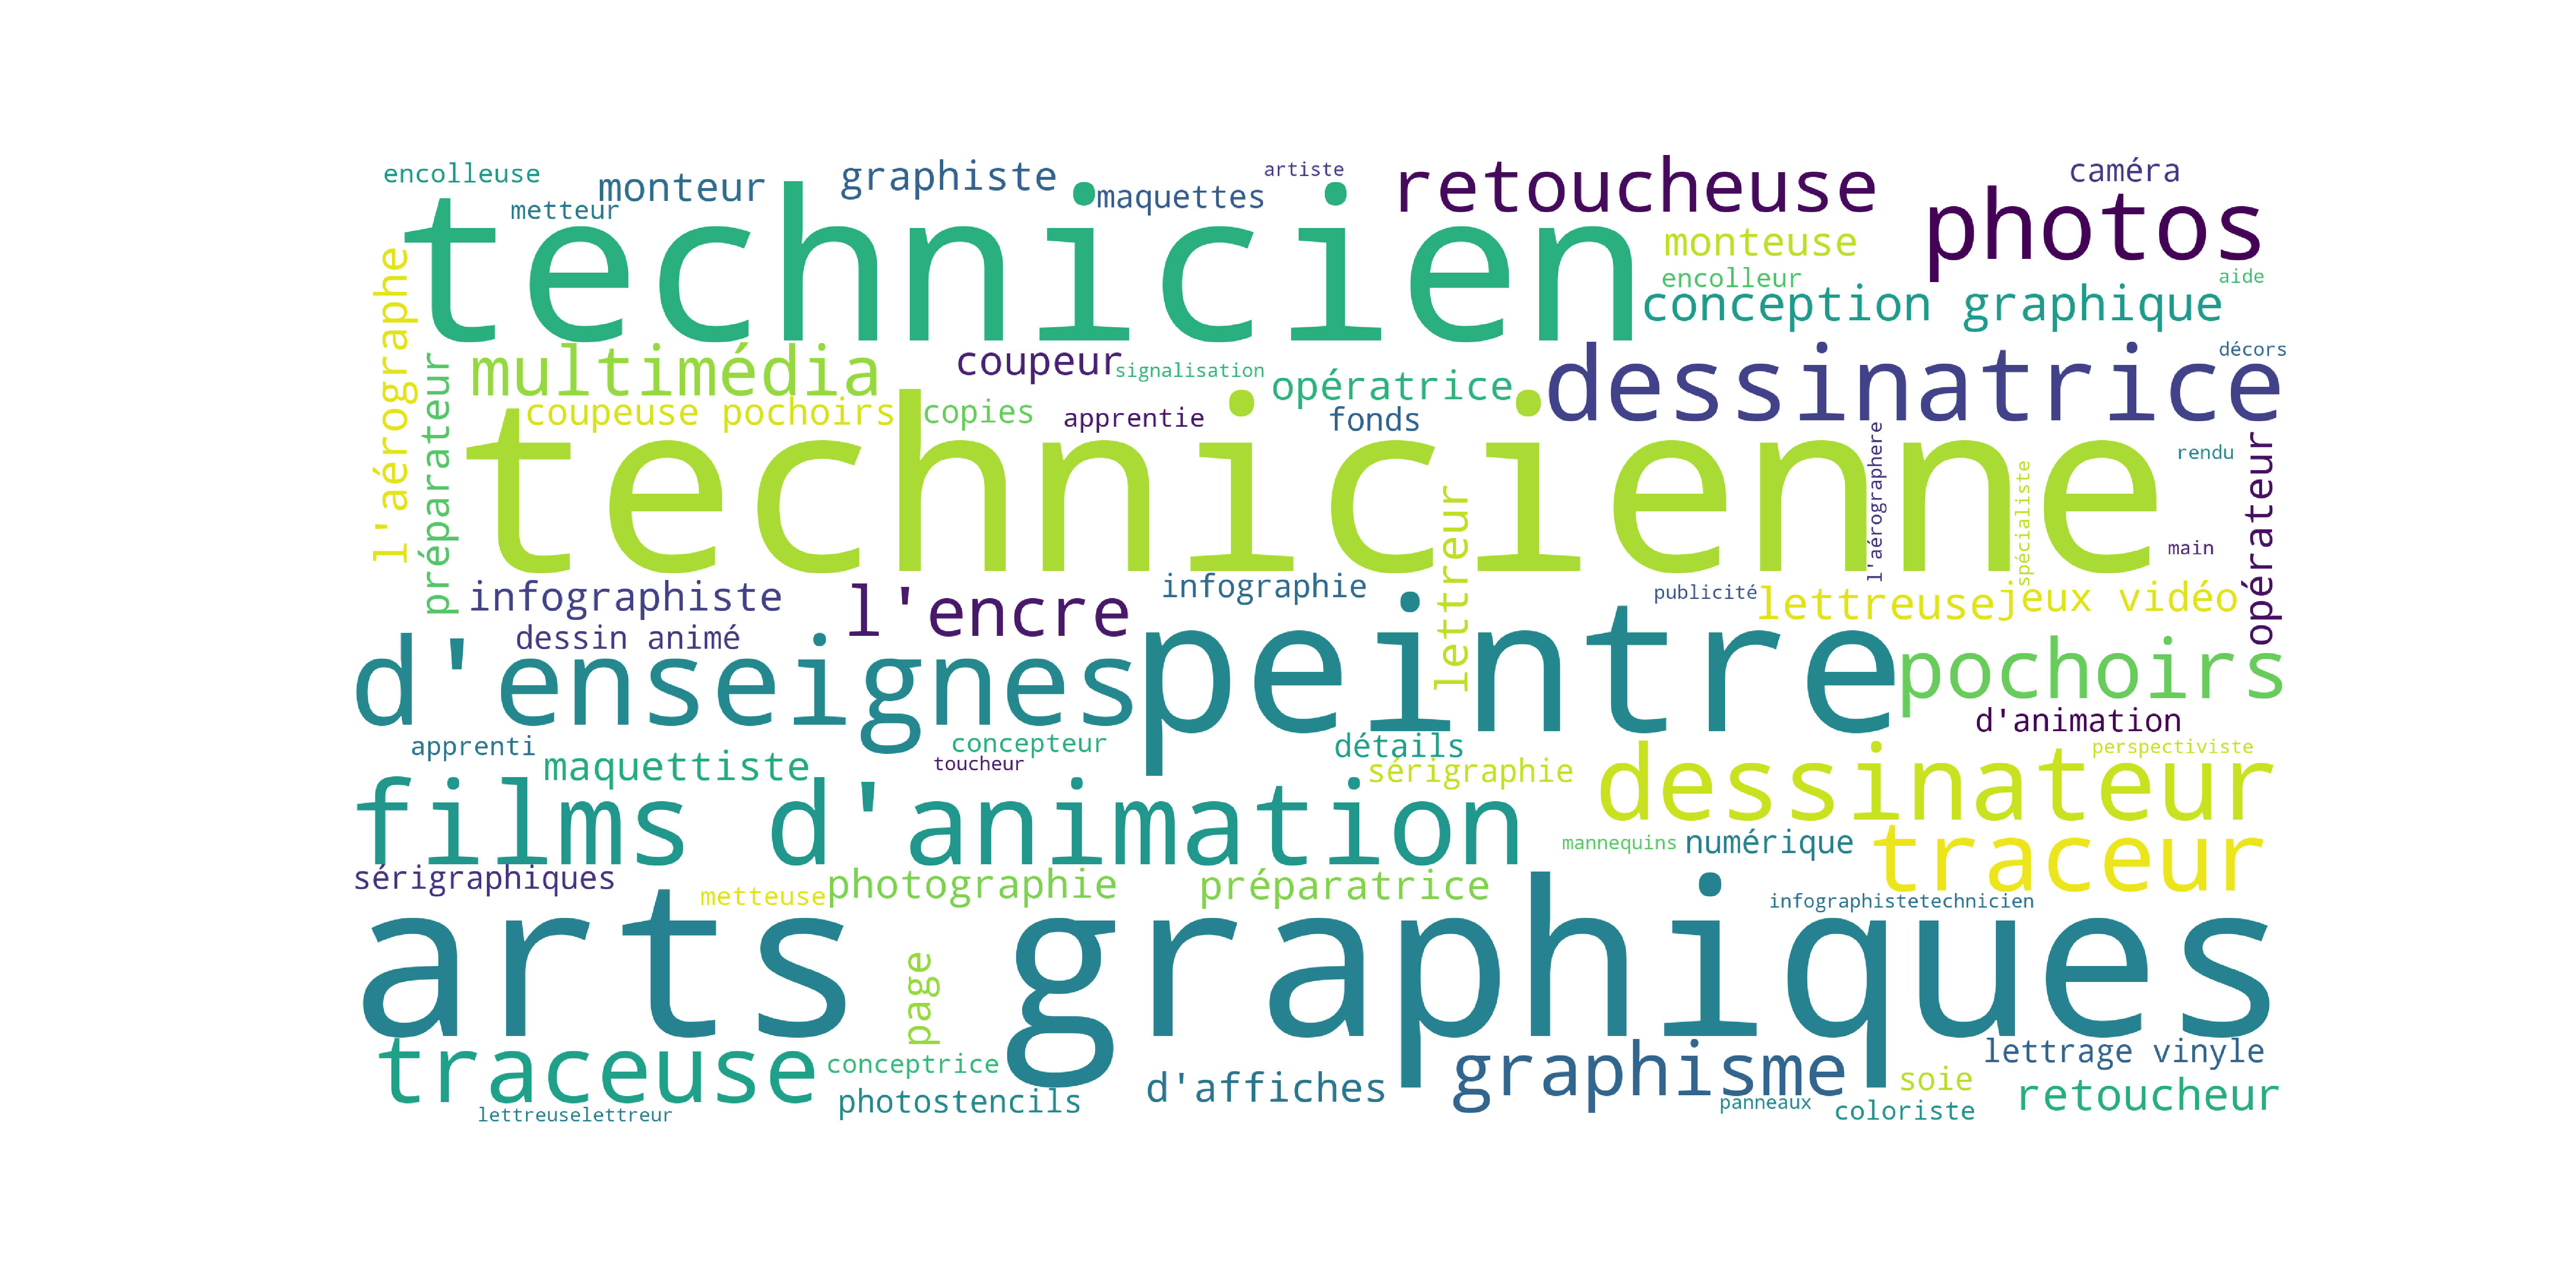 encolleuse
monteur
graphiste
artiste
metteur
maquettes
retoucheuse
caméra
photos
technicien
monteuse
encolleur
aide
conception graphique
l'aérographe
préparateur
multimédia
coupeur
signalisation
opératrice
dessinatrice
décors
coupeuse pochoirs
copies
apprentie
fonds
technicienne
l'aérographere
spécialiste
rendu
main
opérateur
lettreur
infographiste
l'encre
infographie
publicité
lettreuse
jeux vidéo
dessin animé
d'enseignes
peintre
pochoirs
d'animation
apprenti
concepteur
détails
perspectiviste
maquettiste
toucheur
sérigraphie
dessinateur
films d'animation
mannequins
numérique
traceur
sérigraphiques
metteuse
photographie
préparatrice
infographistetechnicien
arts graphiques
page
traceuse
conceptrice
graphisme
lettrage vinyle
photostencils
d'affiches
soie
retoucheur
lettreuselettreur
panneaux
coloriste